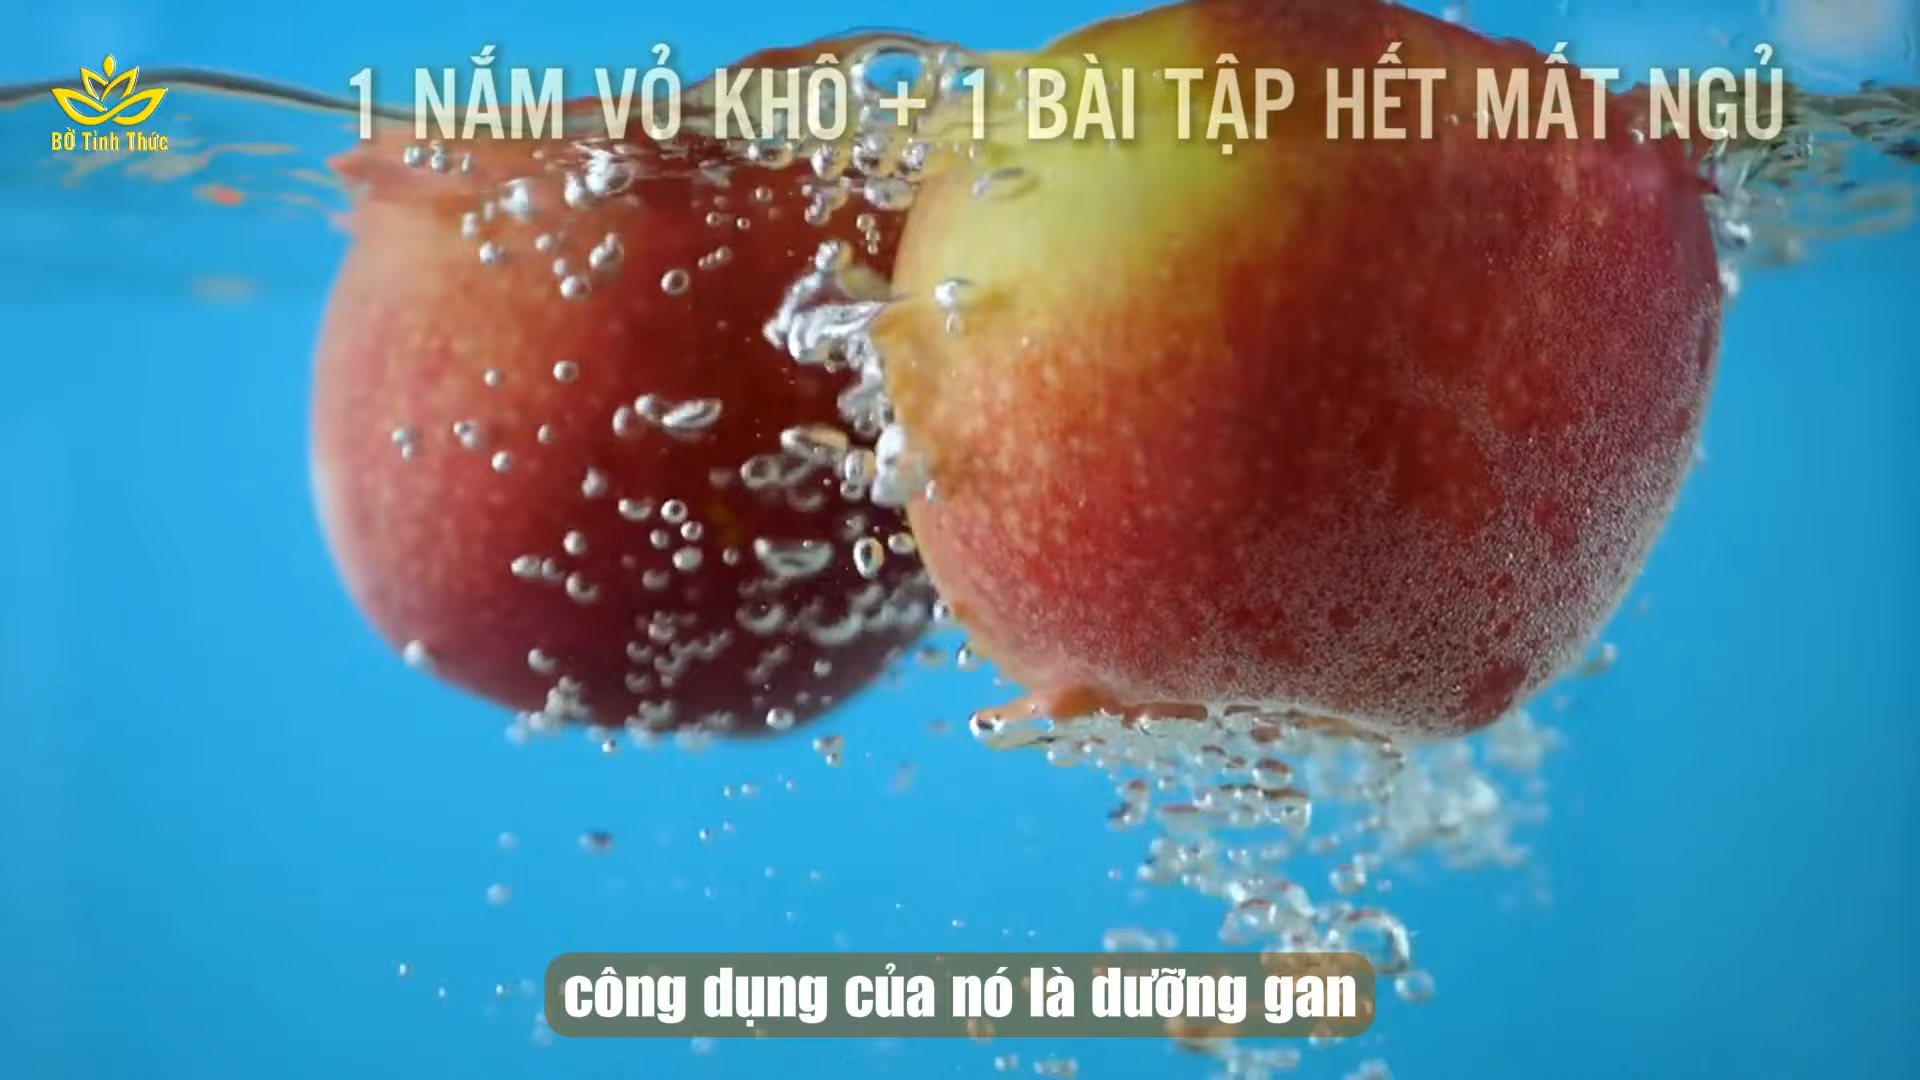 1 NẮM VỎ KHÔ + 1 BÀI TẬP HẾT MẤT NGỦ
BỜ Tỉnh Thức
công dụng của nó là dưỡng gan